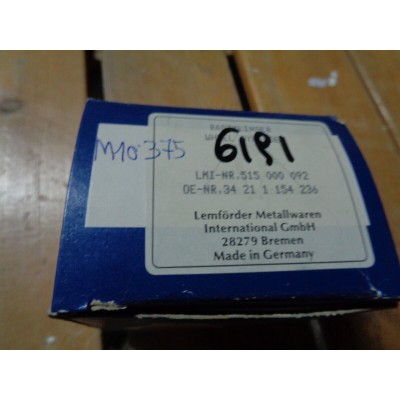 M10375
6191
LMI-NR.515 000 092
OE-NR.34 21 1 154 236
Lemförder Metallwaren
International GmbH
28279 Bremen
Made in Germany